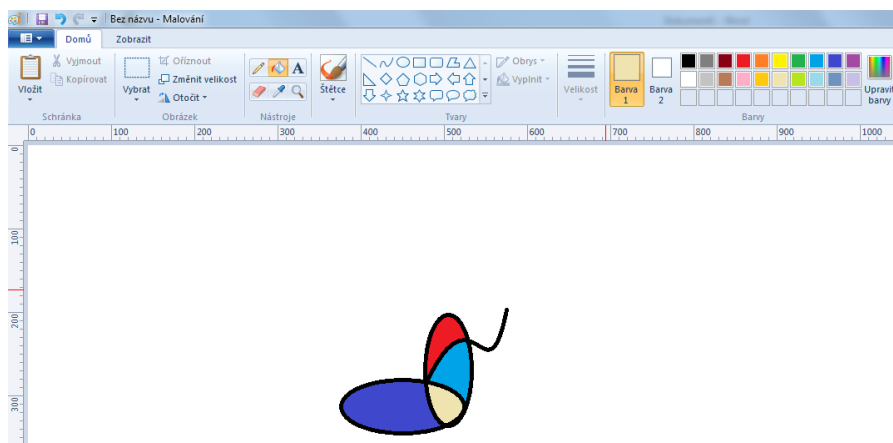 Bez názvu - Malování
Domů Zobrazit
Vložit
Vyjmout
Kopírovat
Schránka
Vybrat
Oříznout
Změnit velikost
Otočit
Obrázek
A
Nástroje
Štětce
Obrys
Vyplnit
Tvary
Velikost
Barva
1
Barva
2
Upravit
barvy
Barvy
0 100 200 300 400 500 600 700 800 900 1000
0
100
200
300